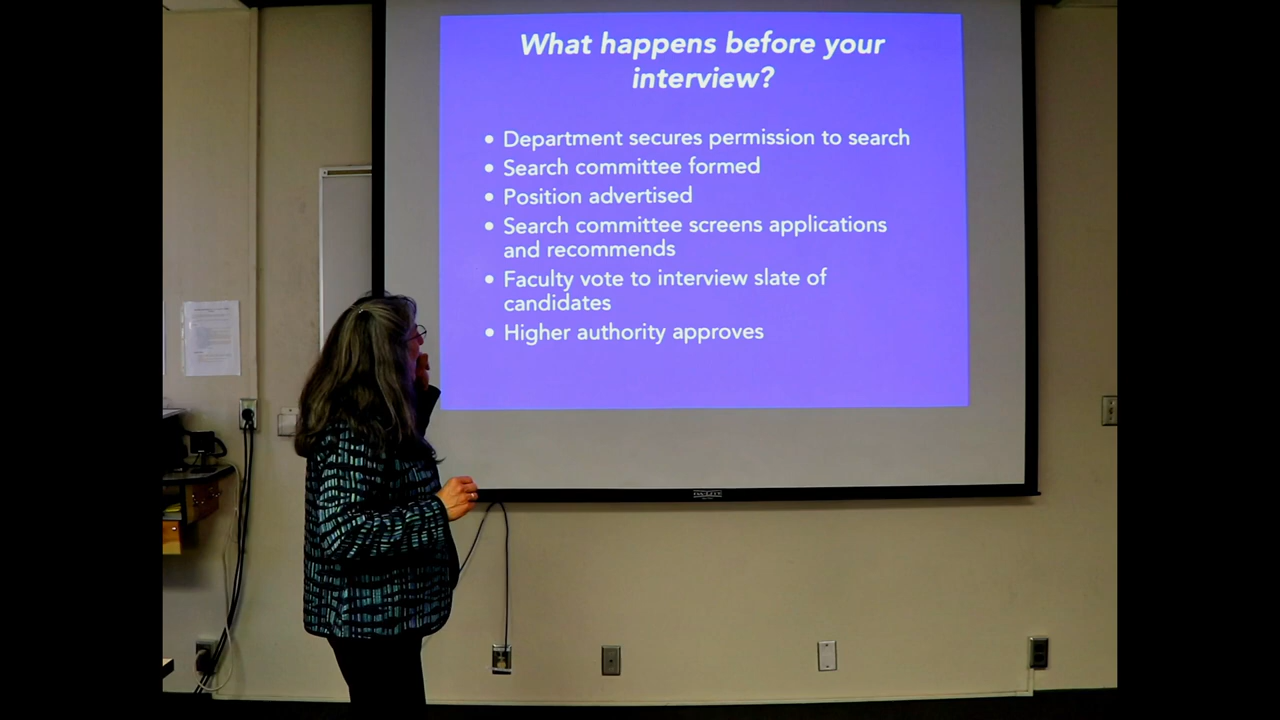 What happens before your
interview?
• Department secures permission to search
• Search committee formed
• Position advertised
• Search committee screens applications
and recommends
• Faculty vote to interview slate of
candidates
• Higher authority approves